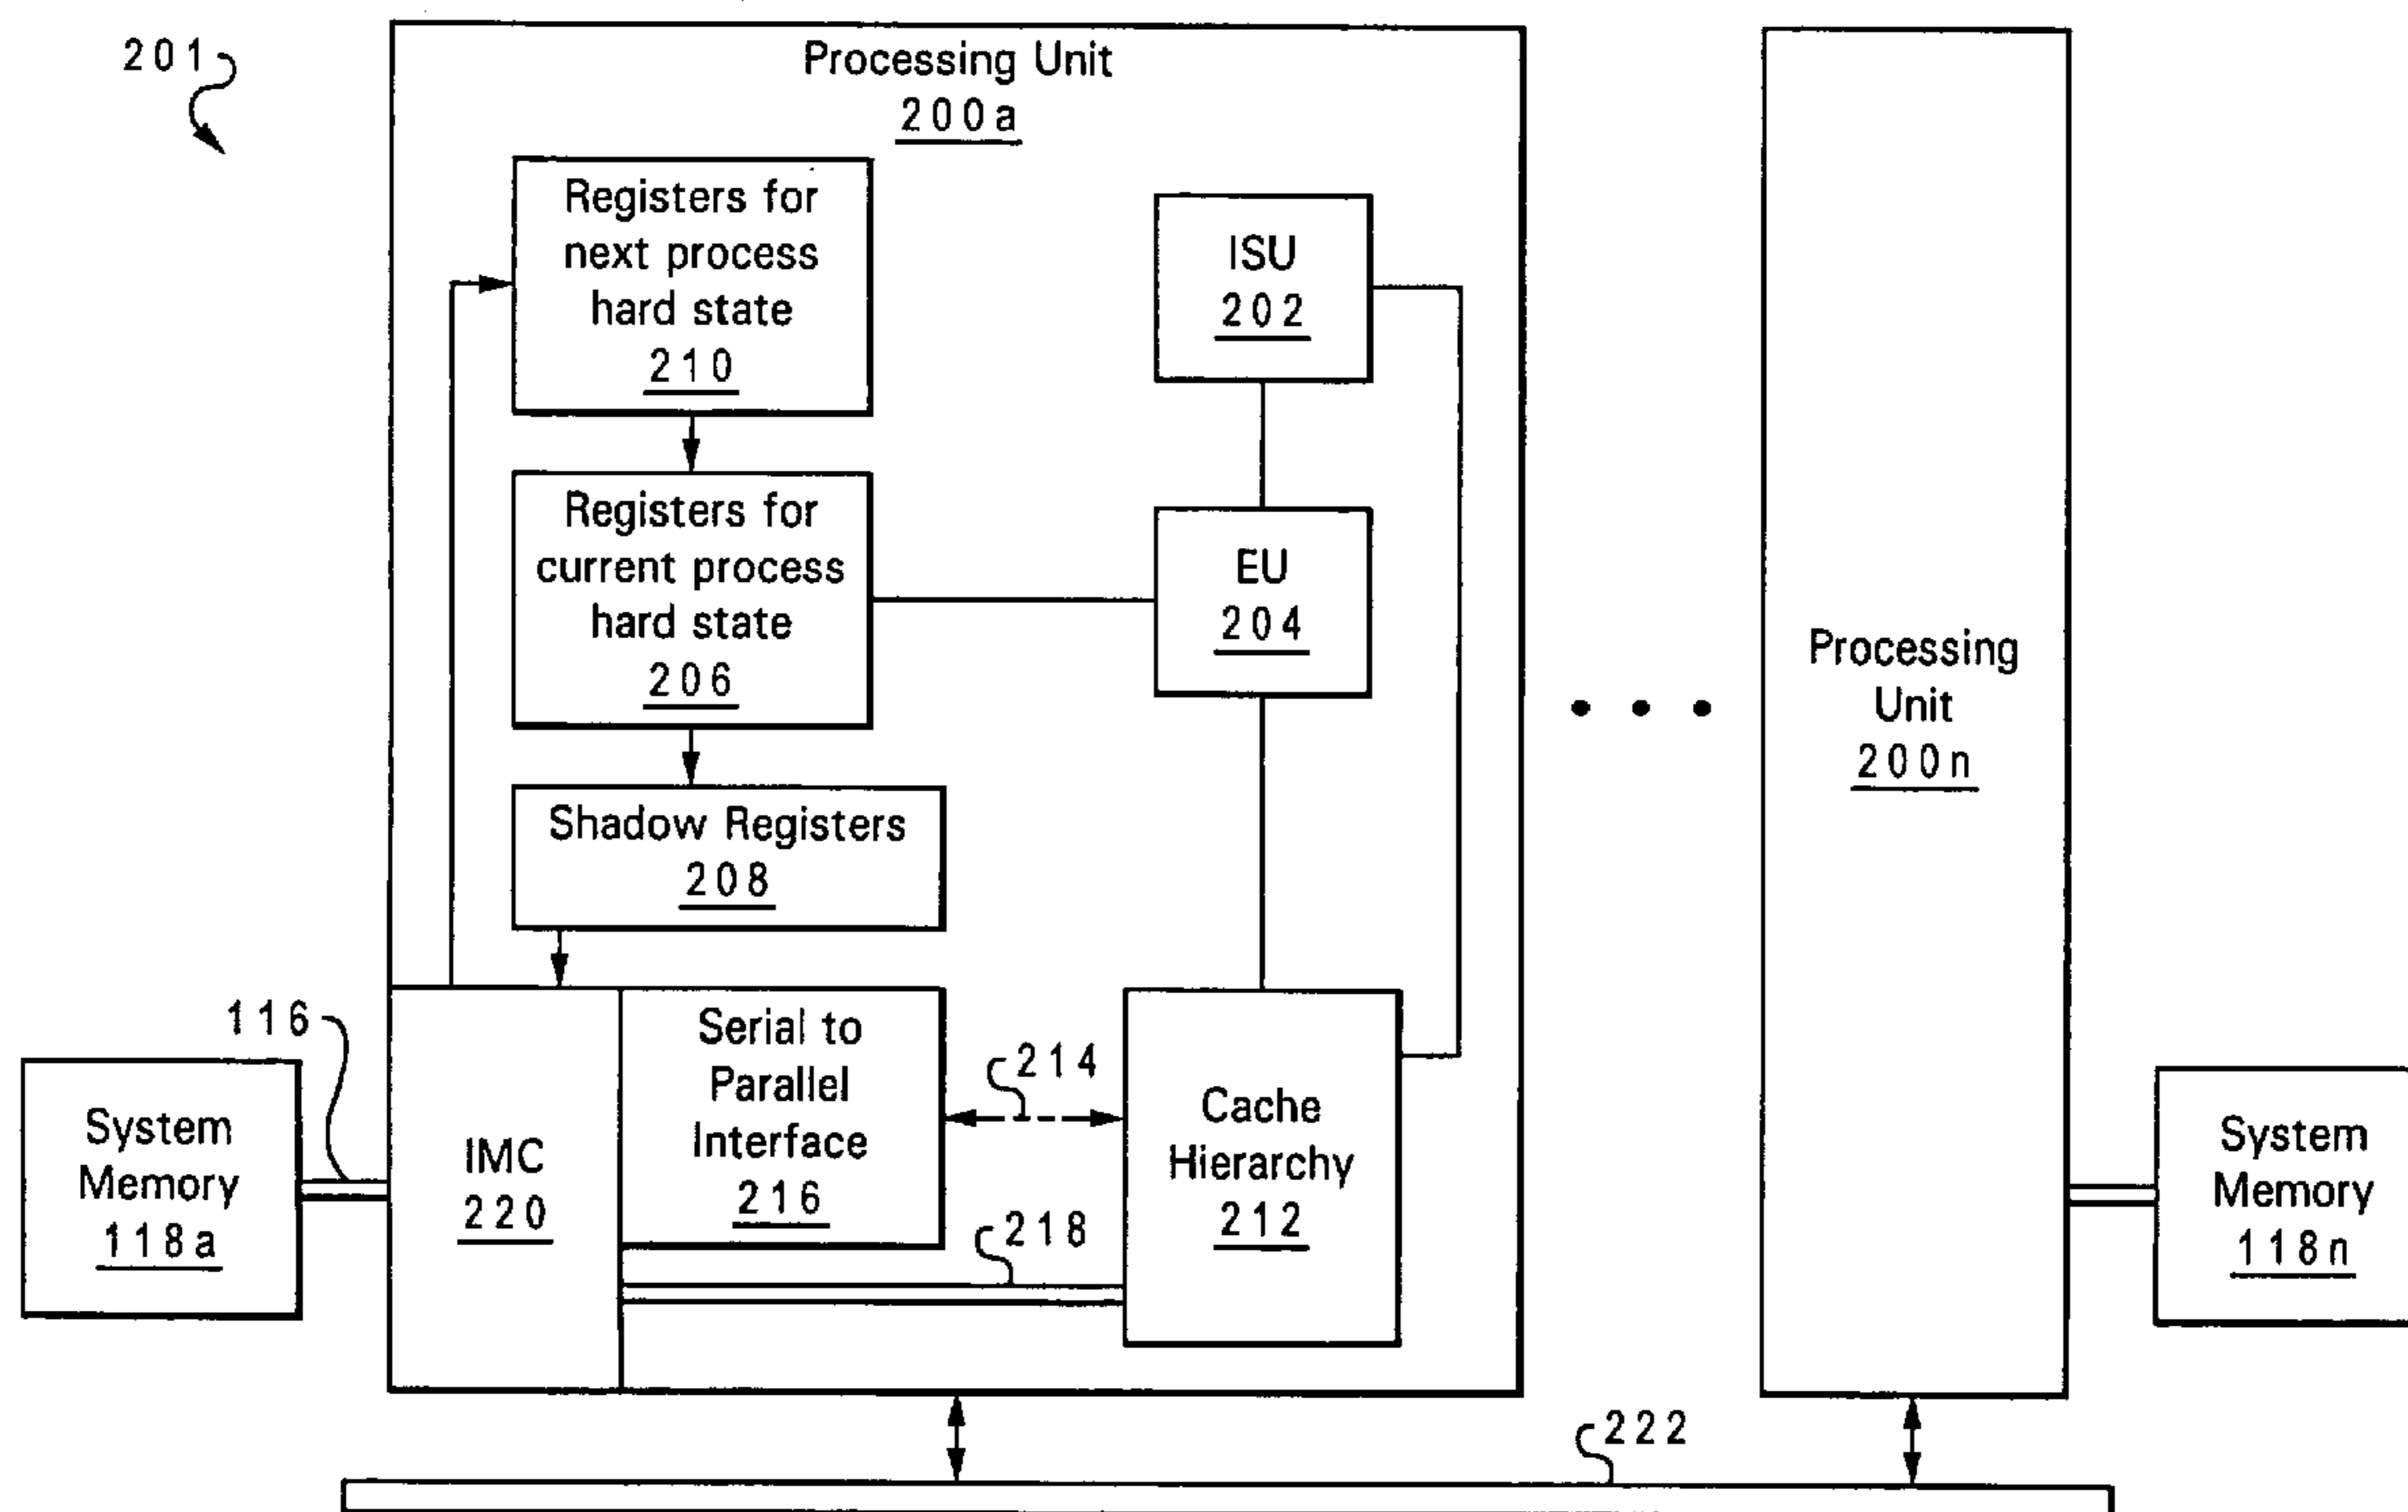 201
Processing Unit
200a
Registers for
next process
hard state
210
ISU
202
Registers for
current process
hard state
206
EU
204
Processing
Unit
200n
Shadow Registers
208
116
System
Memory
118a
IMC
220
Serial to
Parallel
Interface
216
214
218
Cache
Hierarchy
212
System
Memory
118n
222